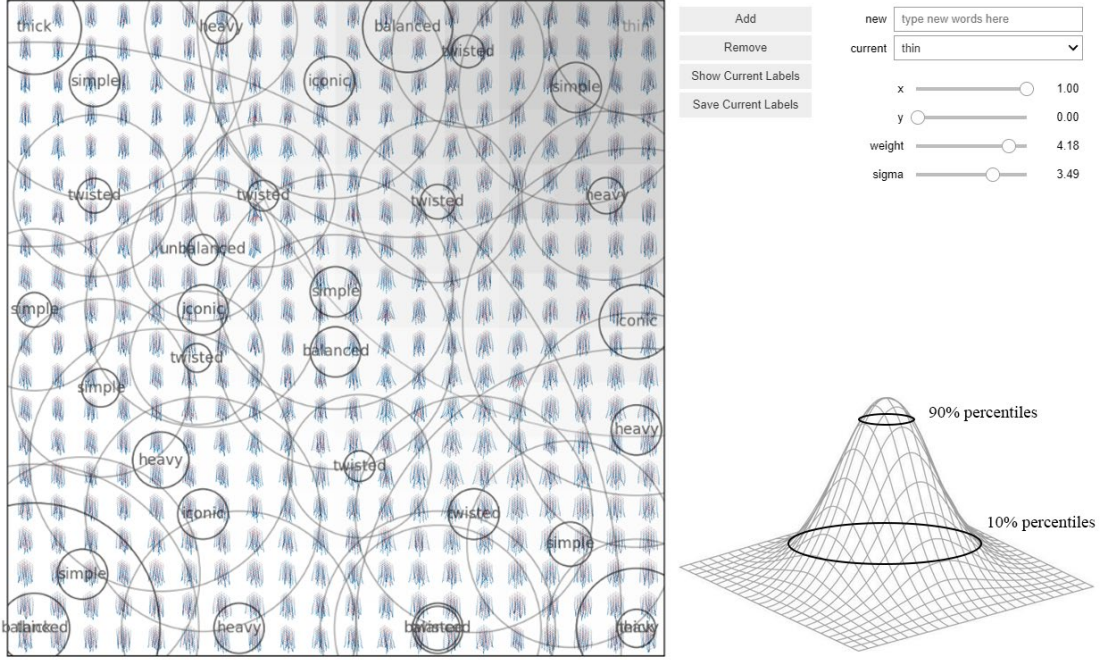 thick
heavy
balanced
thin
twisted
simple
iconic
simple
twisted
twisted
twisted
heavy
unbalanced
simple
simple
iconic
iconic
twisted
balanced
simple
heavy
heavy
twisted
iconic
twisted
simple
simple
heavy
Add
Remove
Show Current Labels
Save Current Labels
new
type new words here
current
thin
x
1.00
y
0.00
weight
4.18
sigma
3.49
90% percentiles
10% percentiles